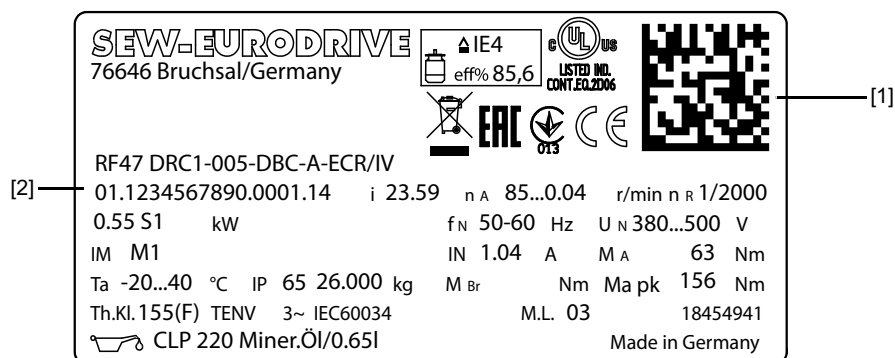 SEW-EURODRIVE
76646 Bruchsal/Germany
IE4
eff% 85,6
C UL US
LISTED IND.
CONT.EQ.2D06
[1]
EAC
013
CE
RF47 DRC1-005-DBC-A-ECR/IV
[2] 01.1234567890.0001.14 i 23.59 n A 85...0.04 r/min n R 1/2000
0.55 S1 kW f N 50-60 Hz U N 380...500 V
IM M1 IN 1.04 A M A 63 Nm
Ta -20...40 °C IP 65 26.000 kg M Br Nm Ma pk 156 Nm
Th.Kl. 155(F) TENV 3~ IEC60034 M.L. 03 18454941
CLP 220 Miner.Öl/0.65l Made in Germany